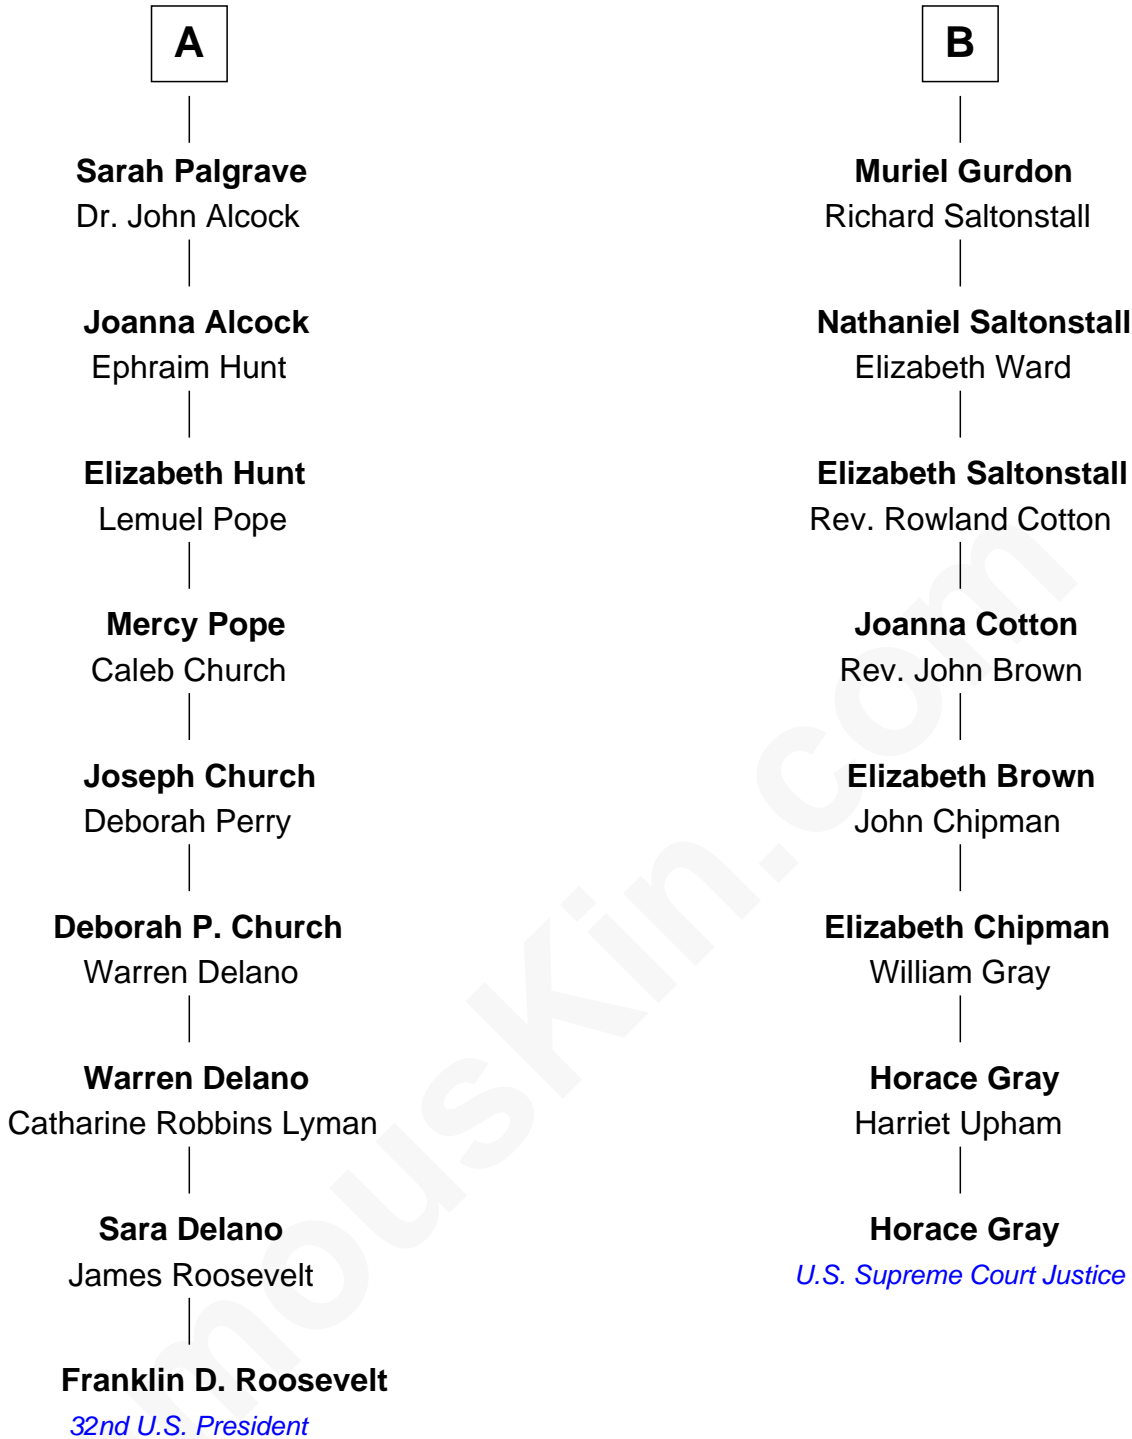 A
Sarah Palgrave
Dr. John Alcock
Joanna Alcock
Ephraim Hunt
Elizabeth Hunt
Lemuel Pope
Mercy Pope
Caleb Church
Joseph Church
Deborah Perry
Deborah P. Church
Warren Delano
Warren Delano
Catharine Robbins Lyman
Sara Delano
James Roosevelt
Franklin D. Roosevelt
32nd U.S. President
B
Muriel Gurdon
Richard Saltonstall
Nathaniel Saltonstall
Elizabeth Ward
Elizabeth Saltonstall
Rev. Rowland Cotton
Joanna Cotton
Rev. John Brown
Elizabeth Brown
John Chipman
Elizabeth Chipman
William Gray
Horace Gray
Harriet Upham
Horace Gray
U.S. Supreme Court Justice
mouskin.com